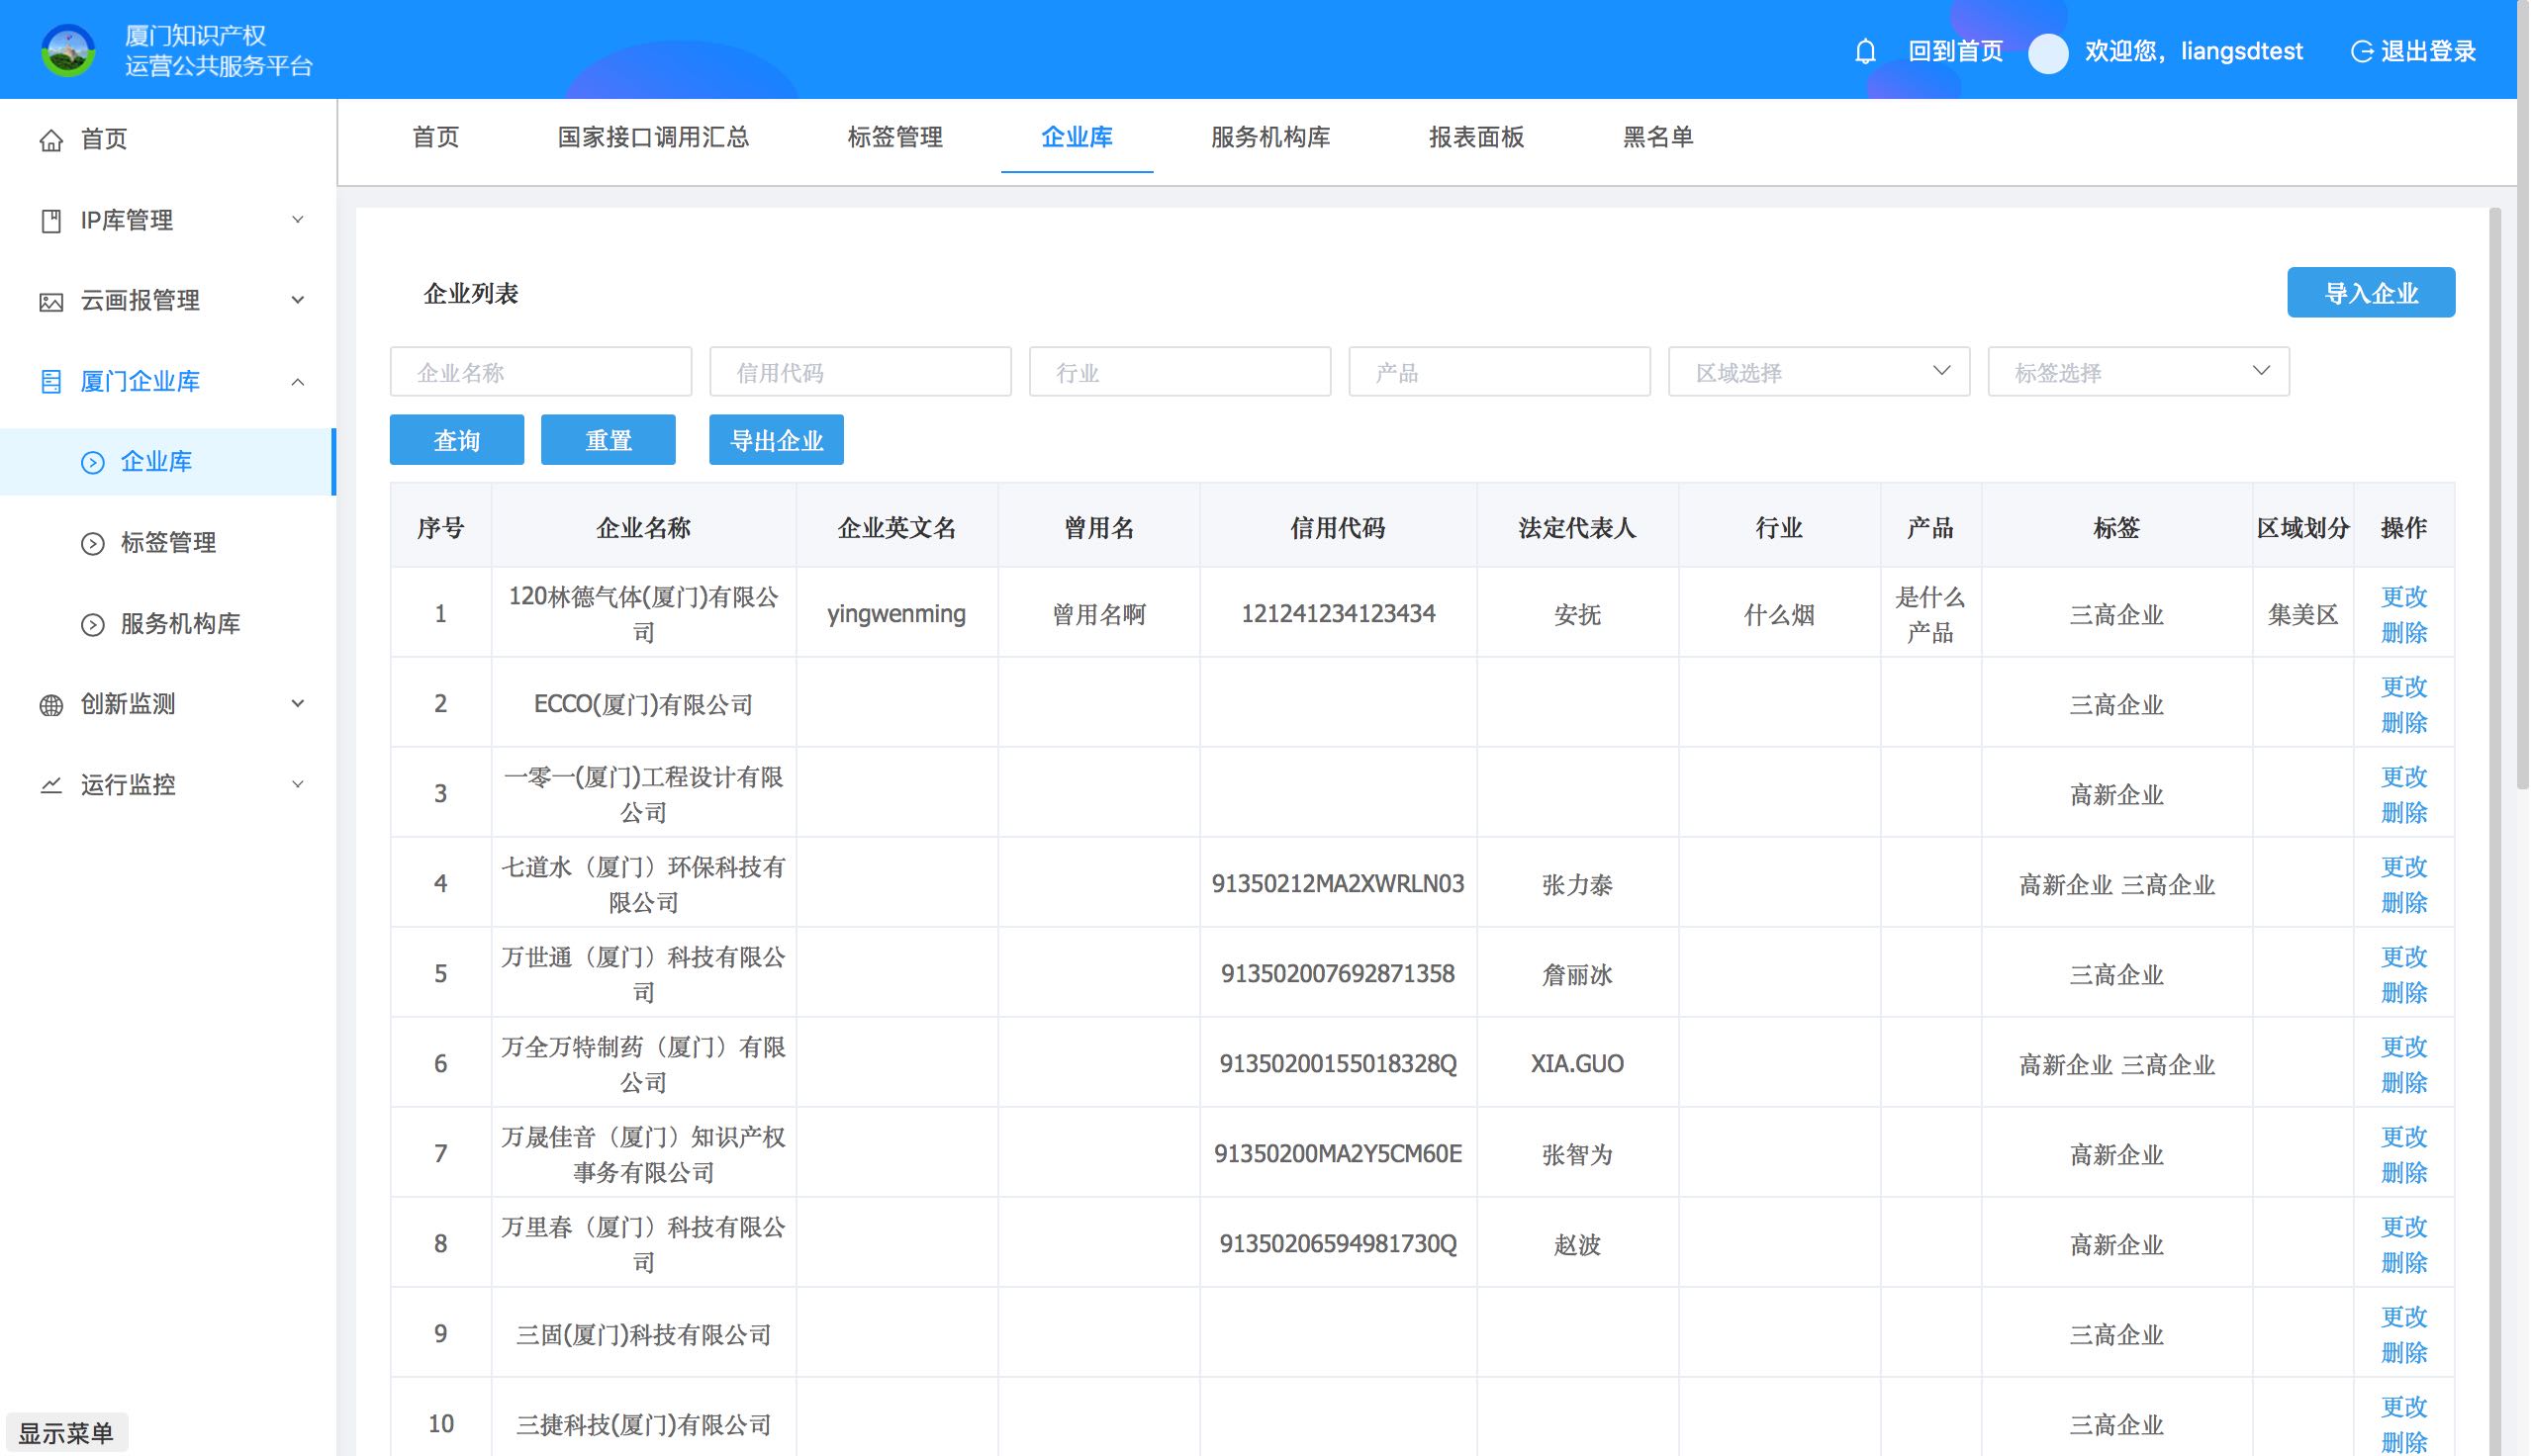 厦门知识产权
运营公共服务平台
回到首页
欢迎您，liangsdtest
退出登录
首页
IP库管理
云画报管理
厦门企业库
企业库
标签管理
服务机构库
创新监测
运行监控
显示菜单
首页 国家接口调用汇总 标签管理 企业库 服务机构库 报表面板 黑名单
企业列表
导入企业
企业名称 信用代码 行业 产品 区域选择 标签选择
查询 重置 导出企业
序号 企业名称 企业英文名 曾用名 信用代码 法定代表人 行业 产品 标签 区域划分 操作
1 120林德气体(厦门)有限公司 yingwenming 曾用名啊 121241234123434 安抚 什么烟 是什么产品 三高企业 集美区 更改 删除
2 ECCO(厦门)有限公司 三高企业 更改 删除
3 一零一(厦门)工程设计有限公司 高新企业 更改 删除
4 七道水（厦门）环保科技有限公司 91350212MA2XWRLN03 张力泰 高新企业 三高企业 更改 删除
5 万世通（厦门）科技有限公司 913502007692871358 詹丽冰 三高企业 更改 删除
6 万全万特制药（厦门）有限公司 91350200155018328Q XIA.GUO 高新企业 三高企业 更改 删除
7 万晟佳音（厦门）知识产权事务有限公司 91350200MA2Y5CM60E 张智为 高新企业 更改 删除
8 万里春（厦门）科技有限公司 91350206594981730Q 赵波 高新企业 更改 删除
9 三固(厦门)科技有限公司 三高企业 更改 删除
10 三捷科技(厦门)有限公司 三高企业 更改 删除